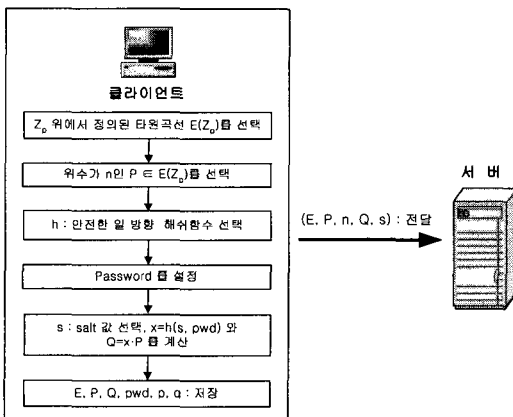 클라이언트
Zp 위에서 정의된 타원곡선 E(Zp)를 선택
위수가 n인 P ∈ E(Zp)를 선택
h : 안전한 일 방향 해쉬함수 선택
Password 를 설정
s : salt 값 선택, x=h(s, pwd) 와
Q=x·P 를 계산
E, P, Q, pwd, p, q : 저장
(E, P, n, Q, s) : 전달
서 버